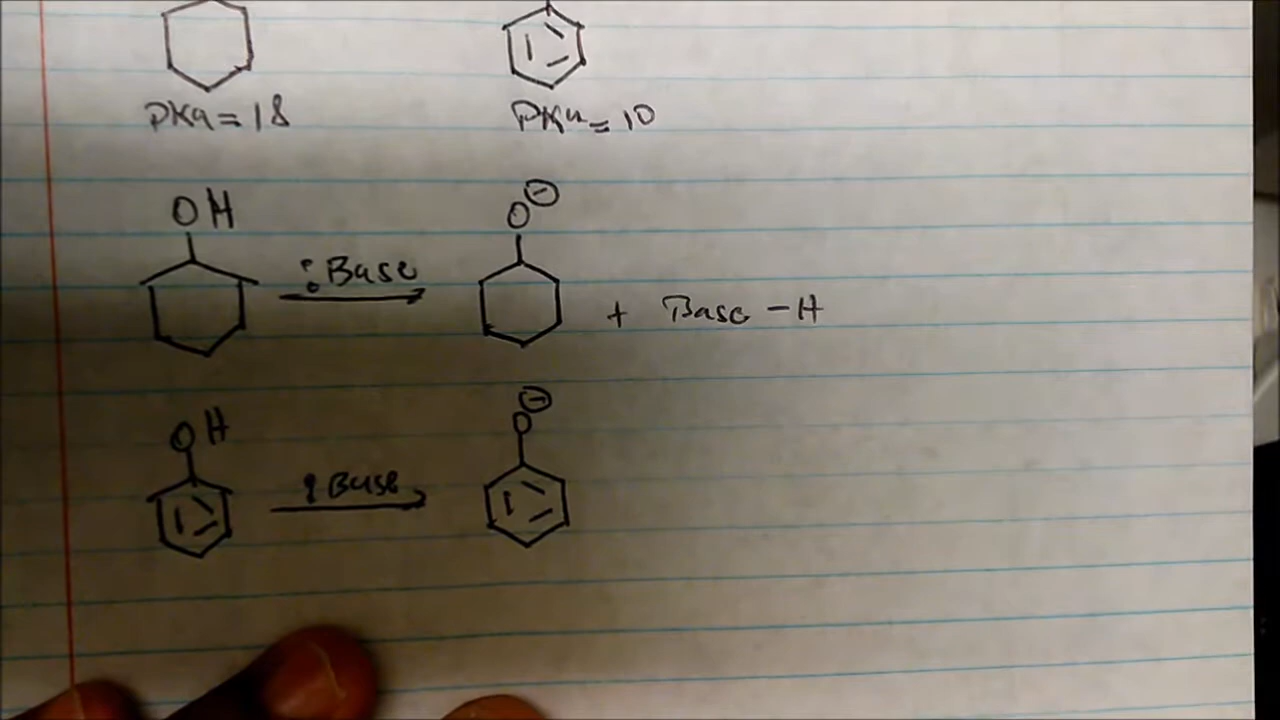 PKa = 18 PKa = 10
OH O⊖
:Base
+ Base - H
OH O⊖
:Base